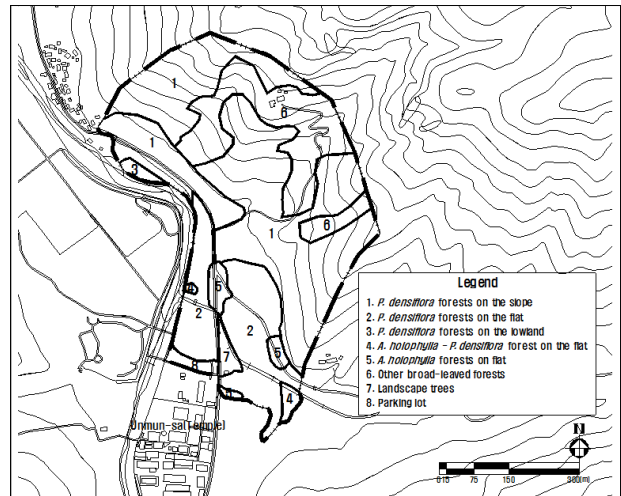 1
6
1
3
6
1
5
2
2
5
7
8
4
Unmun-sa(Temple)
Legend
1. P. densiflora forests on the slope
2. P. densiflora forests on the flat
3. P. densiflora forests on the lowland
4. A. holophylla - P. densiflora forest on the flat
5. A. holophylla forests on flat
6. Other broad-leaved forests
7. Landscape trees
8. Parking lot
N
75 150 300(m)